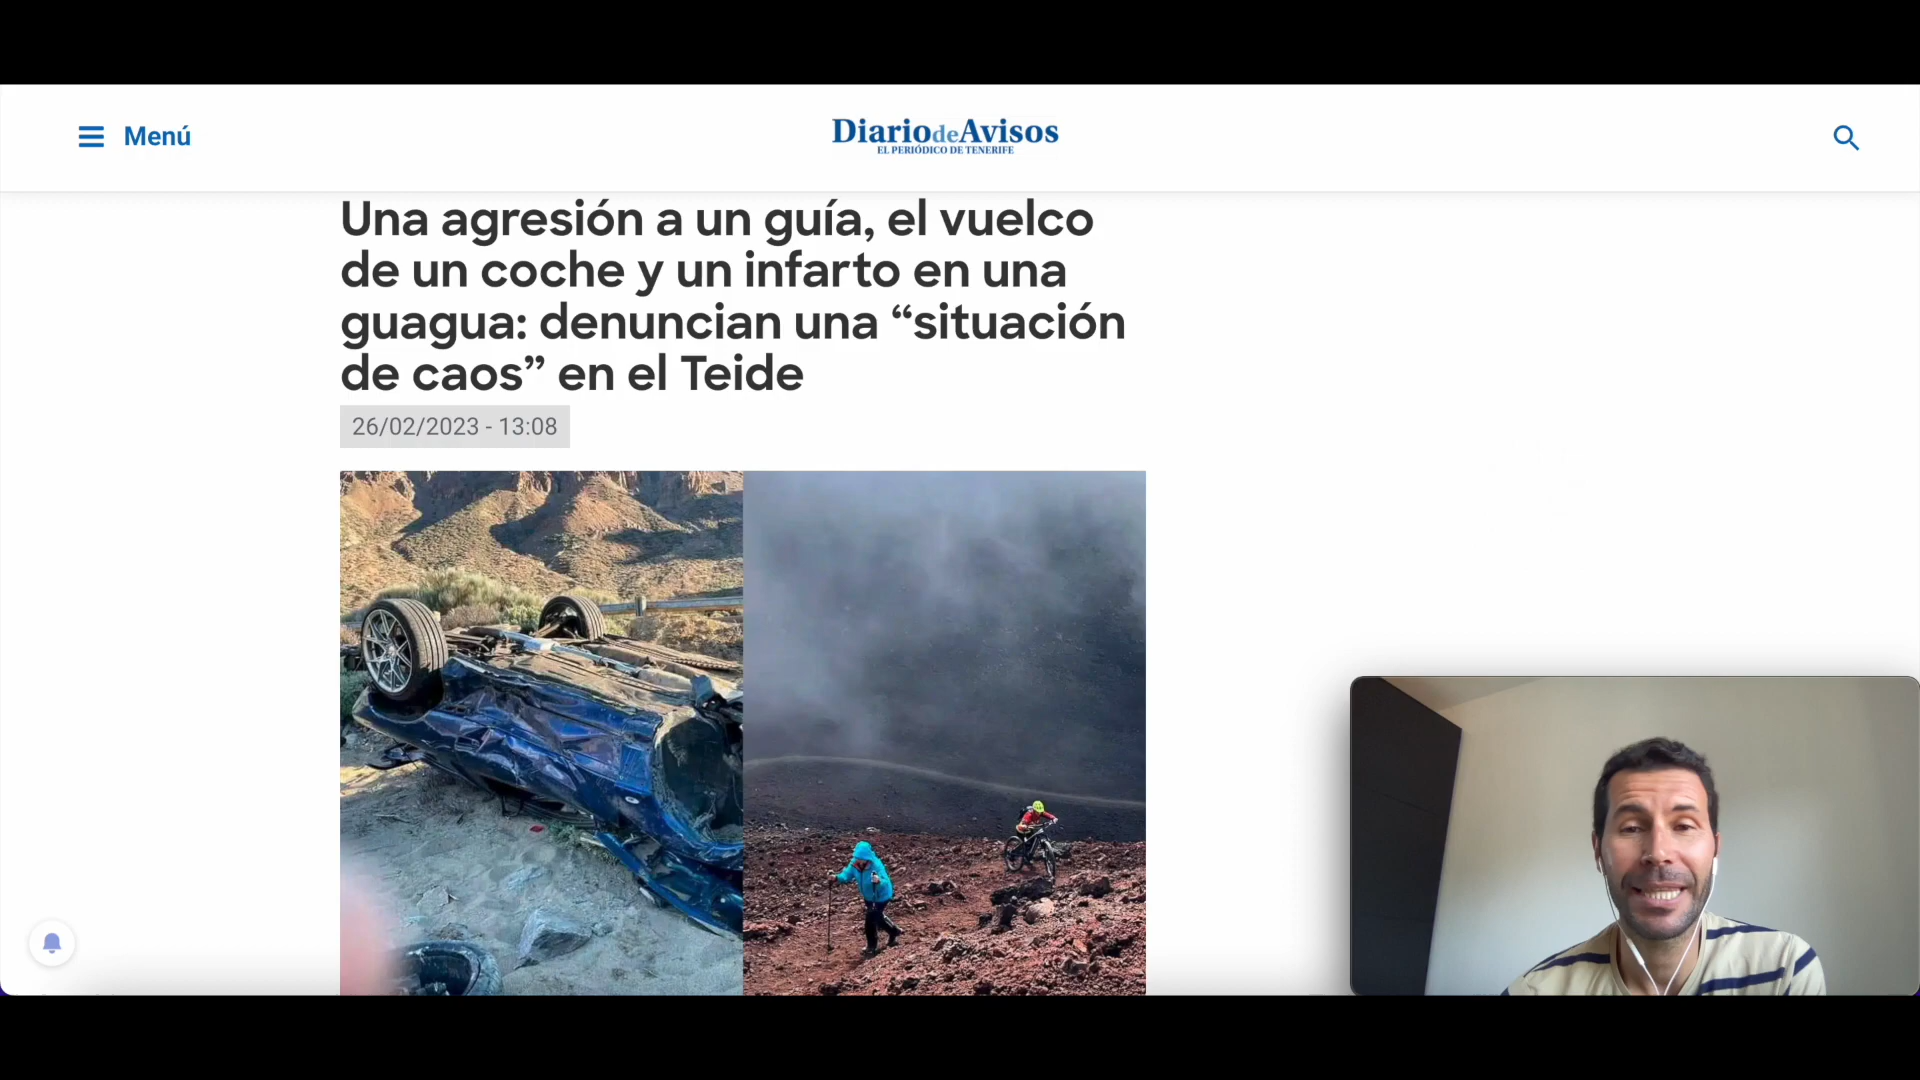 Menú
DiariodeAvisos
EL PERIÓDICO DE TENERIFE
Una agresión a un guía, el vuelco
de un coche y un infarto en una
guagua: denuncian una “situación
de caos” en el Teide
26/02/2023 - 13:08